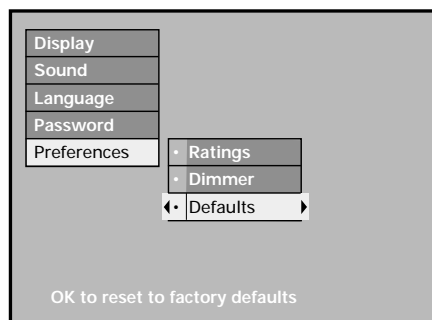 Display
Sound
Language
Password
Preferences
• Ratings
• Dimmer
• Defaults
OK to reset to factory defaults